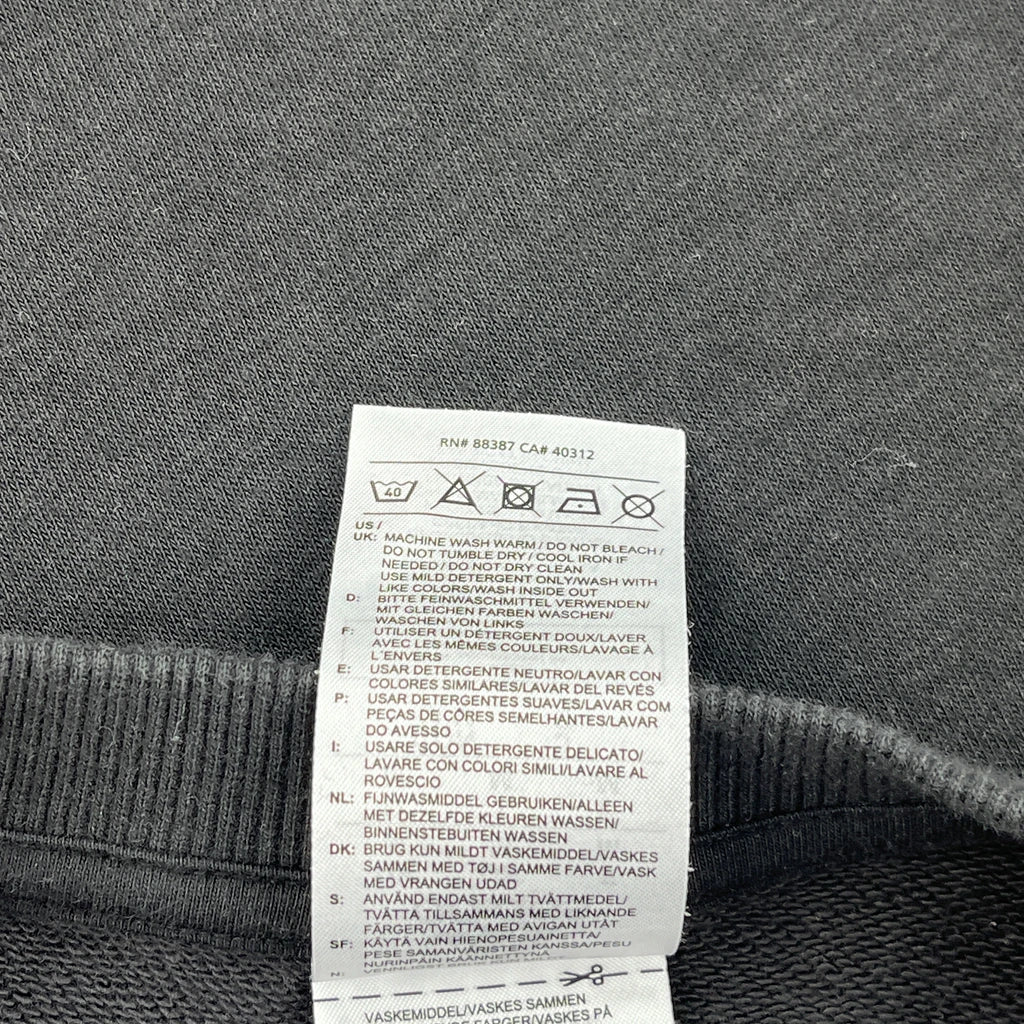 RN# 88387 CA# 40312
40
US /
UK: MACHINE WASH WARM / DO NOT BLEACH /
DO NOT TUMBLE DRY / COOL IRON IF
NEEDED / DO NOT DRY CLEAN
USE MILD DETERGENT ONLY/WASH WITH
LIKE COLORS/WASH INSIDE OUT
D: BITTE FEINWASCHMITTEL VERWENDEN/
MIT GLEICHEN FARBEN WASCHEN/
WASCHEN VON LINKS
F: UTILISER UN DÉTERGENT DOUX/LAVER
AVEC LES MÊMES COULEURS/LAVAGE À
L'ENVERS
E: USAR DETERGENTE NEUTRO/LAVAR CON
COLORES SIMILARES/LAVAR DEL REVÉS
P: USAR DETERGENTES SUAVES/LAVAR COM
PEÇAS DE CÔRES SEMELHANTES/LAVAR
DO AVESSO
I: USARE SOLO DETERGENTE DELICATO/
LAVARE CON COLORI SIMILI/LAVARE AL
ROVESCIO
NL: FIJNWASMIDDEL GEBRUIKEN/ALLEEN
MET DEZELFDE KLEUREN WASSEN/
BINNENSTEBUITEN WASSEN
DK: BRUG KUN MILDT VASKEMIDDEL/VASKES
SAMMEN MED TØJ I SAMME FARVE/VASK
MED VRANGEN UDAD
S: ANVÄND ENDAST MILT TVÄTTMEDEL/
TVÄTTA TILLSAMMANS MED LIKNANDE
FÄRGER/TVÄTTA MED AVIGAN UTÅT
SF: KÄYTÄ VAIN HIENOPESUAINETTA/
PESE SAMANVÄRISTEN KANSSA/PESU
NURINPÄIN KÄÄNNETTYNÄ
N: VENNLIGST BRUK KUN
VASKEMIDDEL/VASKES SAMMEN
FARGER/VASKES PÅ